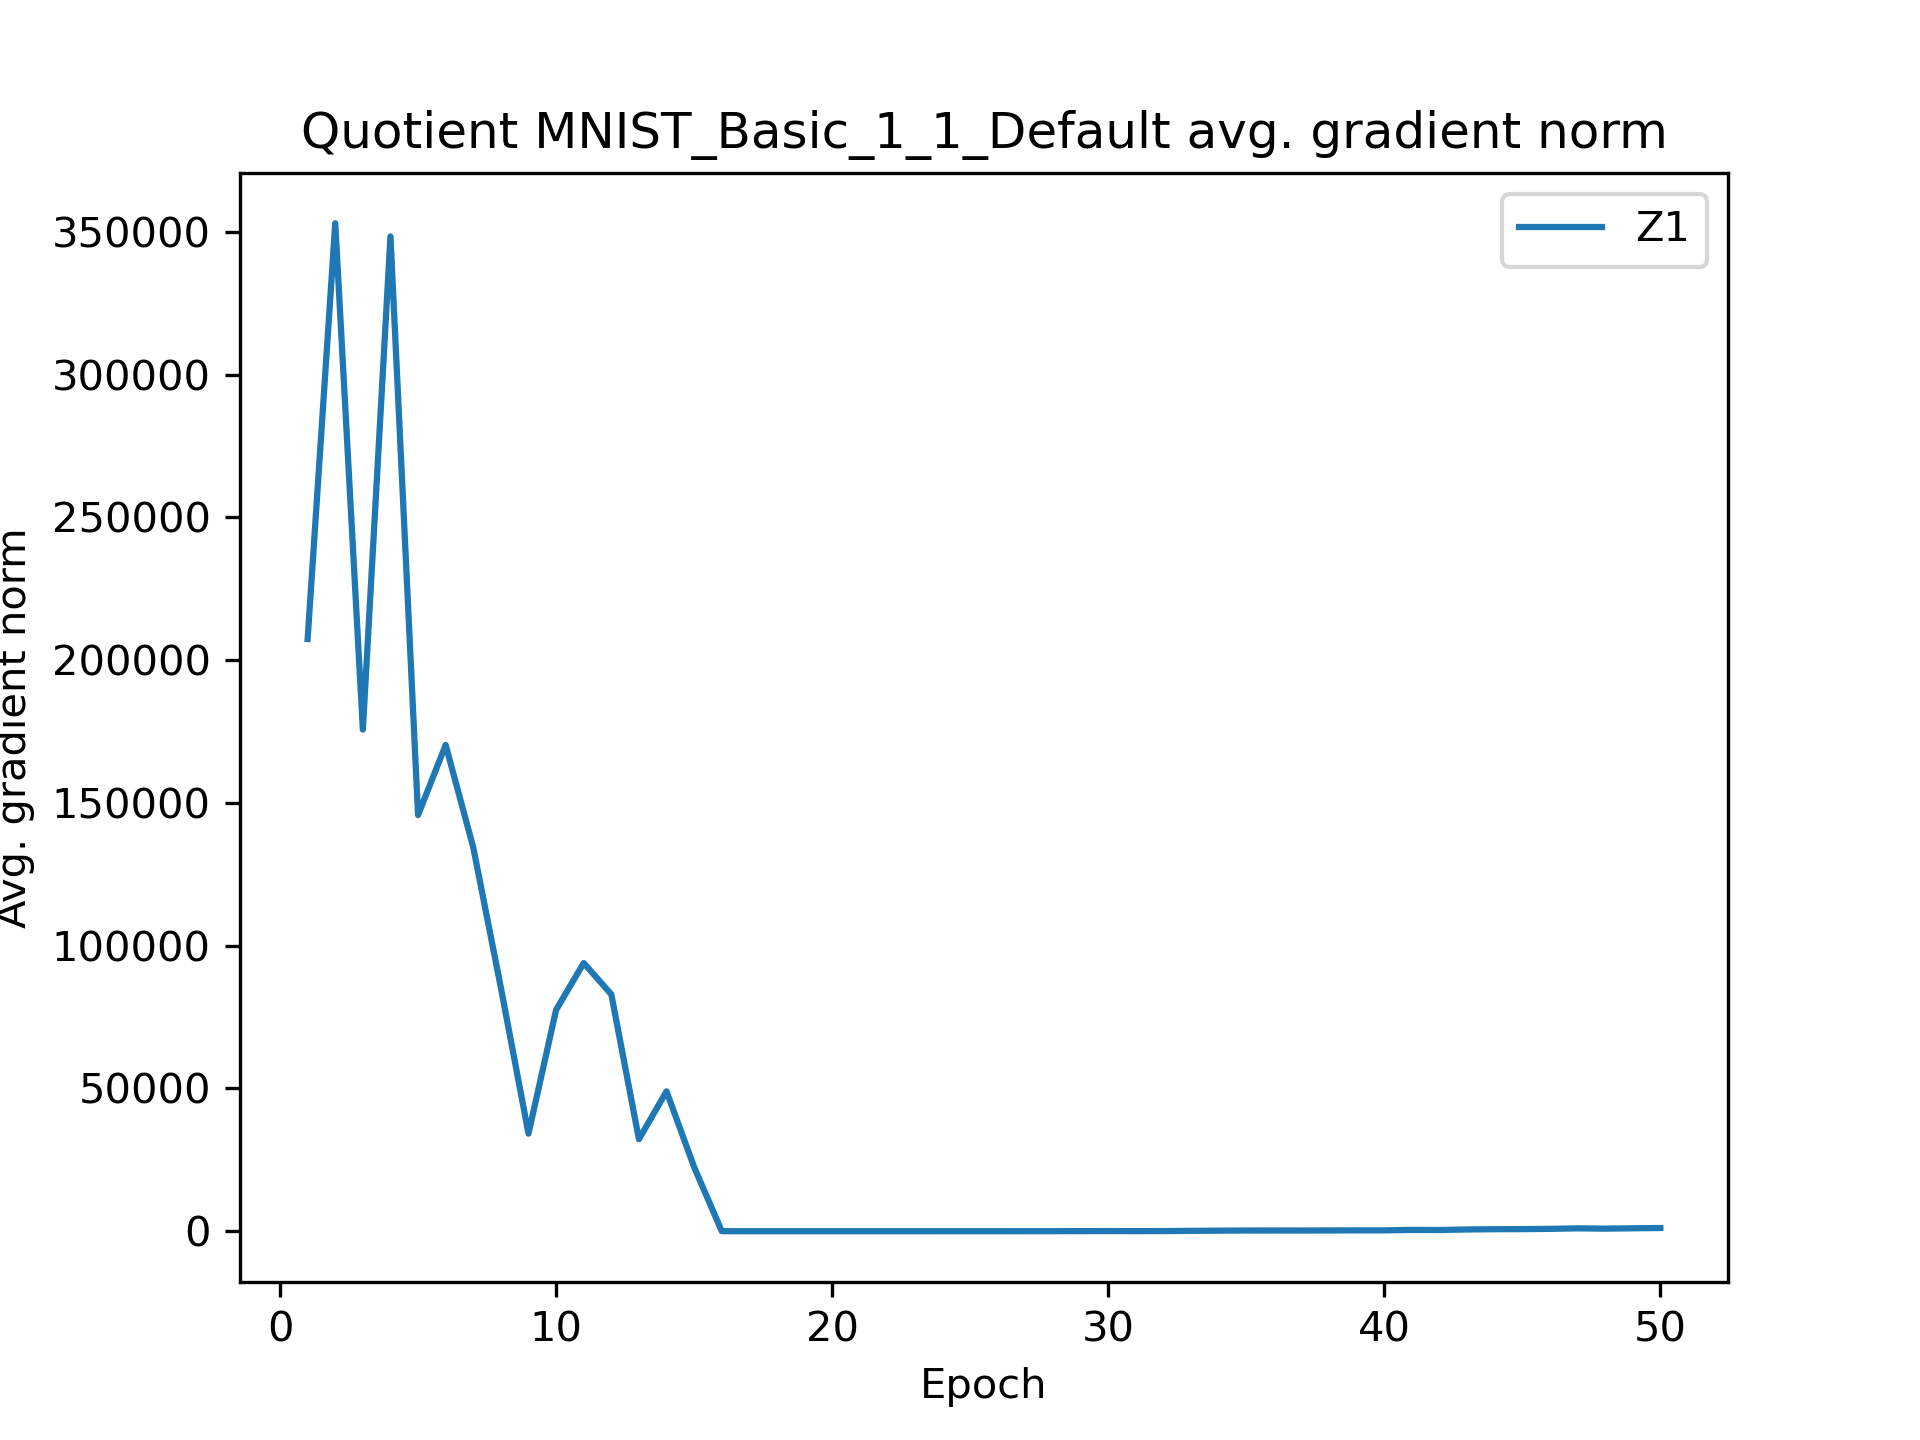 Quotient MNIST_Basic_1_1_Default avg. gradient norm
Z1
Avg. gradient norm
350000
300000
250000
200000
150000
100000
50000
0
0 10 20 30 40 50
Epoch